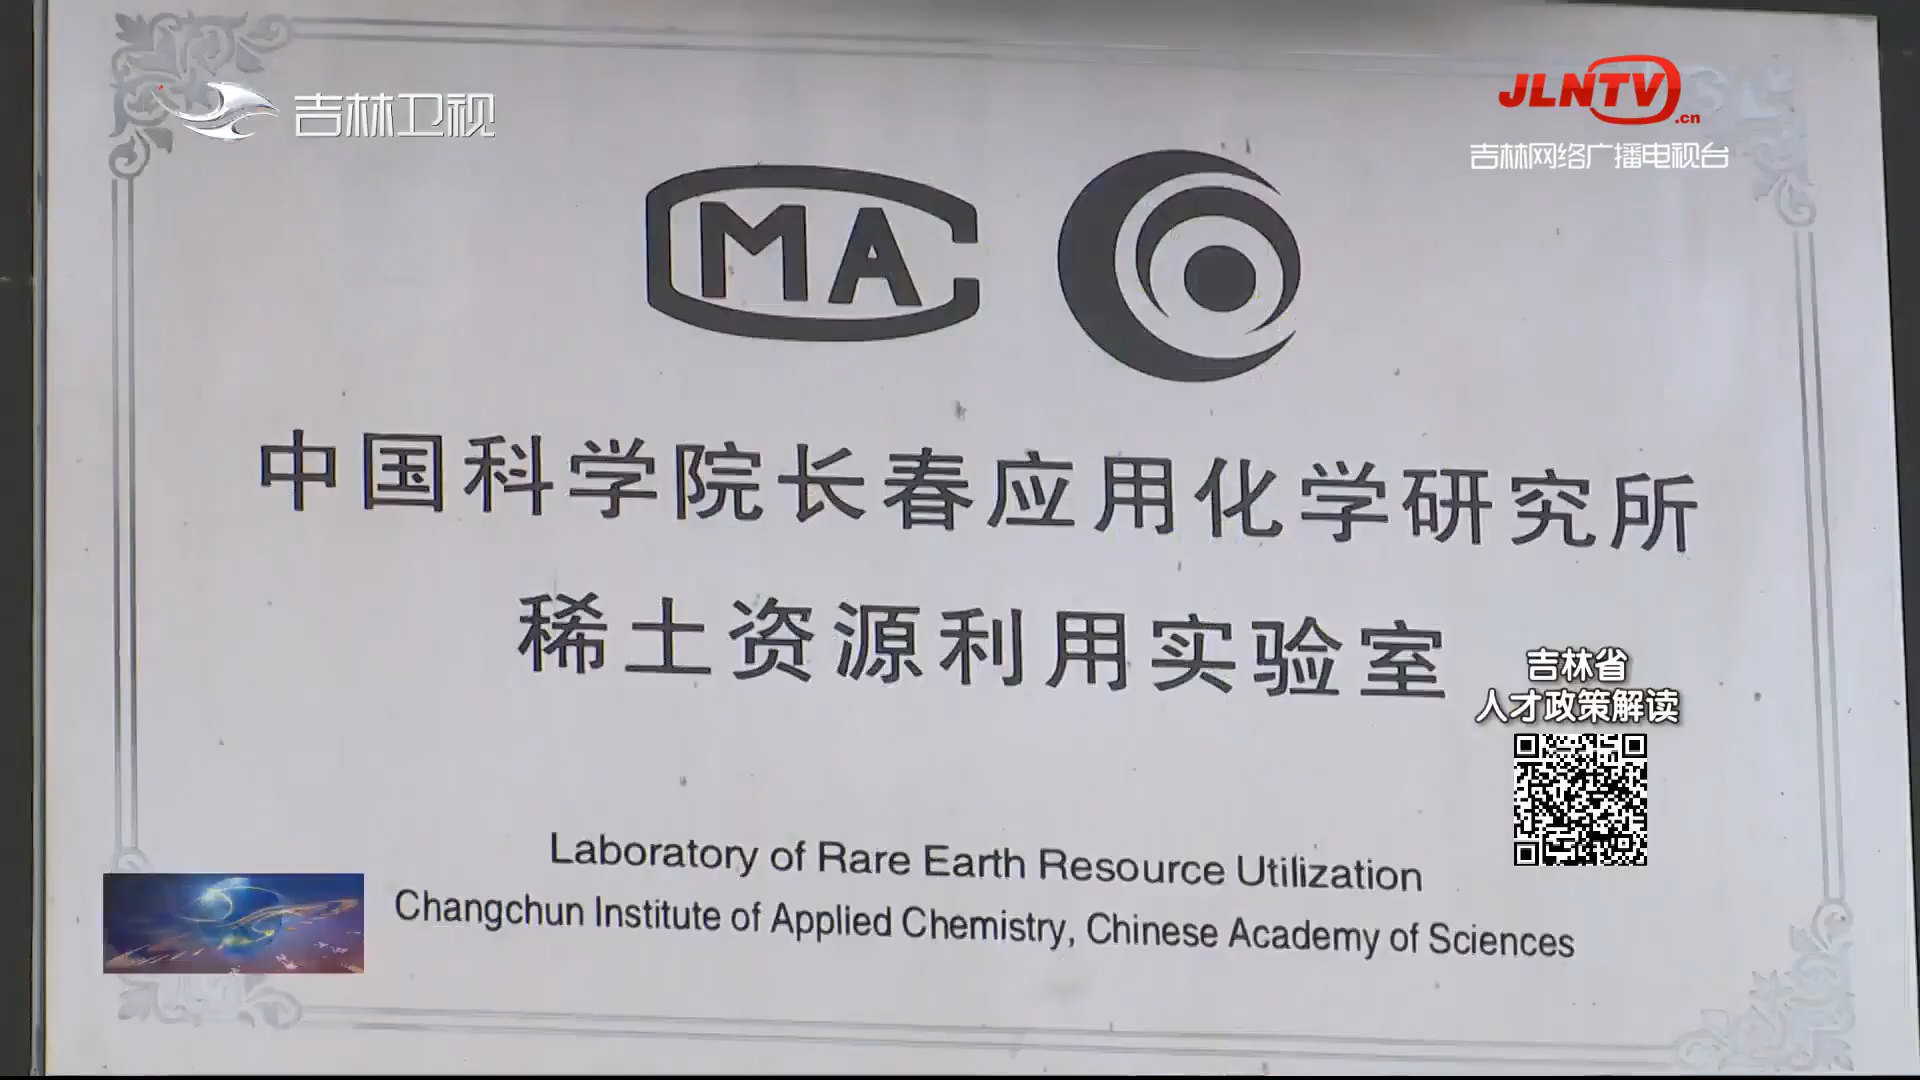 吉林卫视
JLNTV.cn
吉林网络广播电视台
MA
中国科学院长春应用化学研究所
稀土资源利用实验室
吉林省
人才政策解读
Laboratory of Rare Earth Resource Utilization
Changchun Institute of Applied Chemistry, Chinese Academy of Sciences